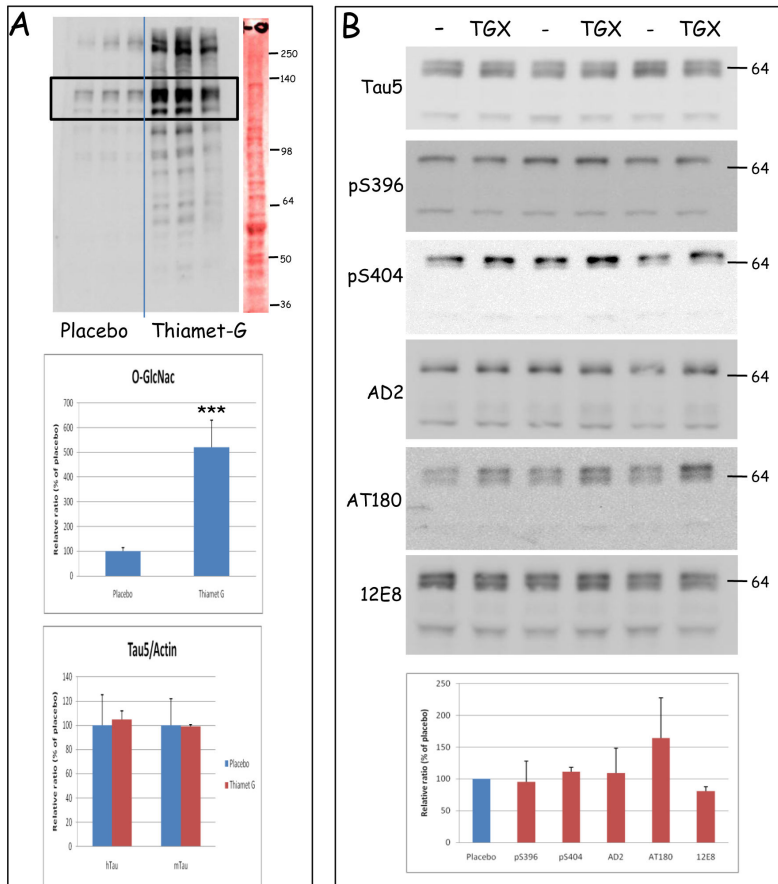 A
250
140
98
64
50
36
Placebo Thiamet-G
O-GlcNac
Relative ratio (% of placebo)
700
600
500
400
300
200
100
0
***
Placebo Thiamet G
Tau5/Actin
Relative ratio (% of placebo)
140
120
100
80
60
40
20
0
Placebo
Thiamet G
hTau mTau
B
- TGX - TGX - TGX
Tau5 64
pS396 64
pS404 64
AD2 64
AT180 64
12E8 64
Relative ratio (% of placebo)
250
200
150
100
50
0
Placebo pS396 pS404 AD2 AT180 12E8